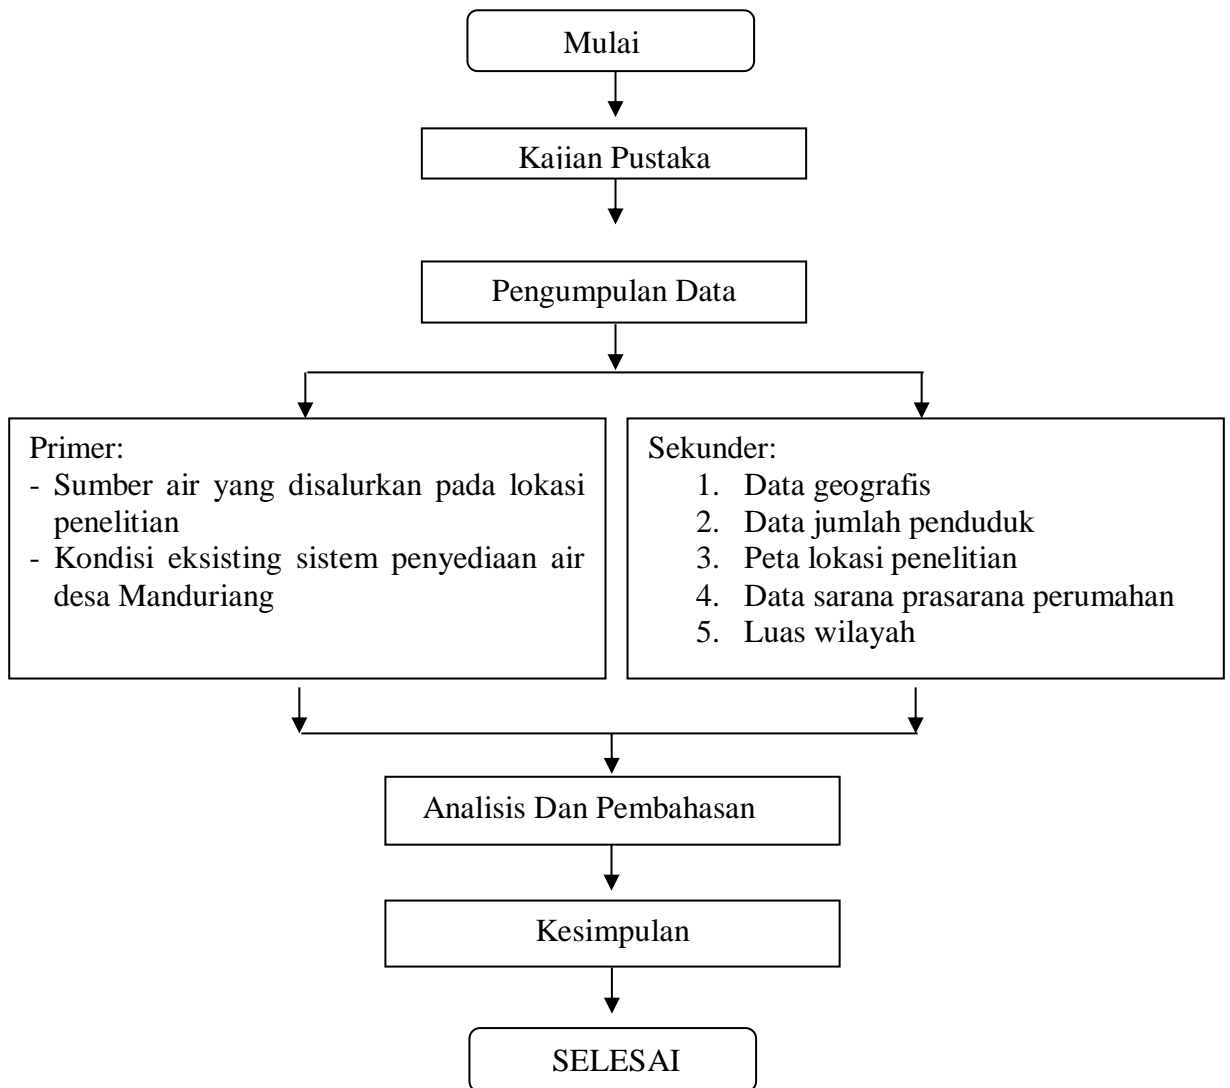 Mulai
Kajian Pustaka
Pengumpulan Data
Primer:
- Sumber air yang disalurkan pada lokasi
penelitian
- Kondisi eksisting sistem penyediaan air
desa Manduriang
Sekunder:
1. Data geografis
2. Data jumlah penduduk
3. Peta lokasi penelitian
4. Data sarana prasarana perumahan
5. Luas wilayah
Analisis Dan Pembahasan
Kesimpulan
SELESAI